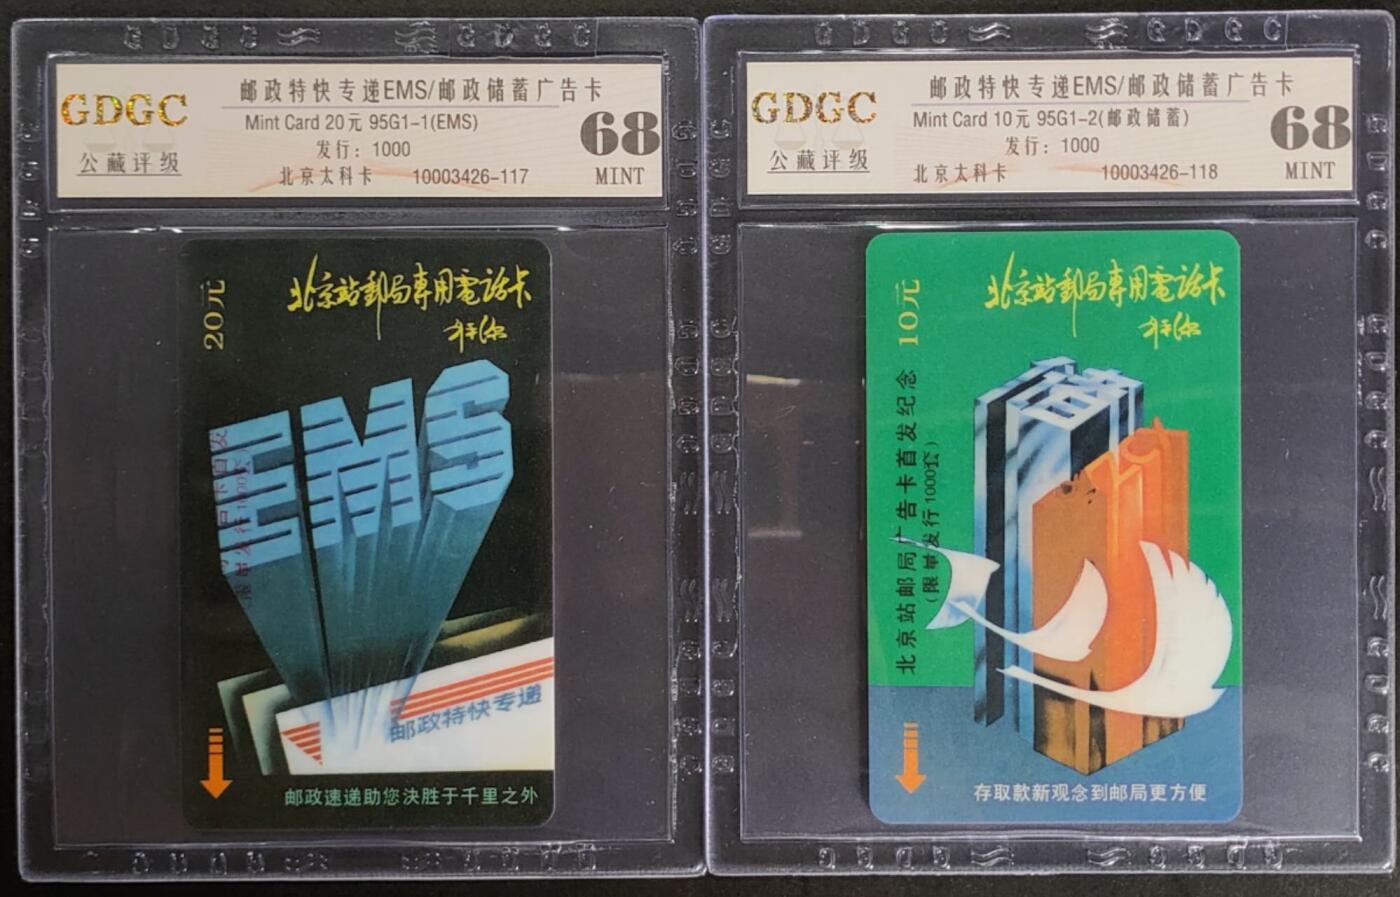 GDGC
公藏评级
邮政特快专递EMS/邮政储蓄广告卡
Mint Card 20元 95G1-1(EMS)
发行：1000
北京太科卡 10003426-117
68
MINT
20元
北京站郵局專用電話卡
EMS
邮政特快专递
邮政速递助您决胜于千里之外
GDGC
公藏评级
邮政特快专递EMS/邮政储蓄广告卡
Mint Card 10元 95G1-2(邮政储蓄)
发行：1000
北京太科卡 10003426-118
68
MINT
10元
北京站郵局專用電話卡
北京站邮局广告卡首发纪念
(限量发行1000套)
存取款新观念到邮局更方便